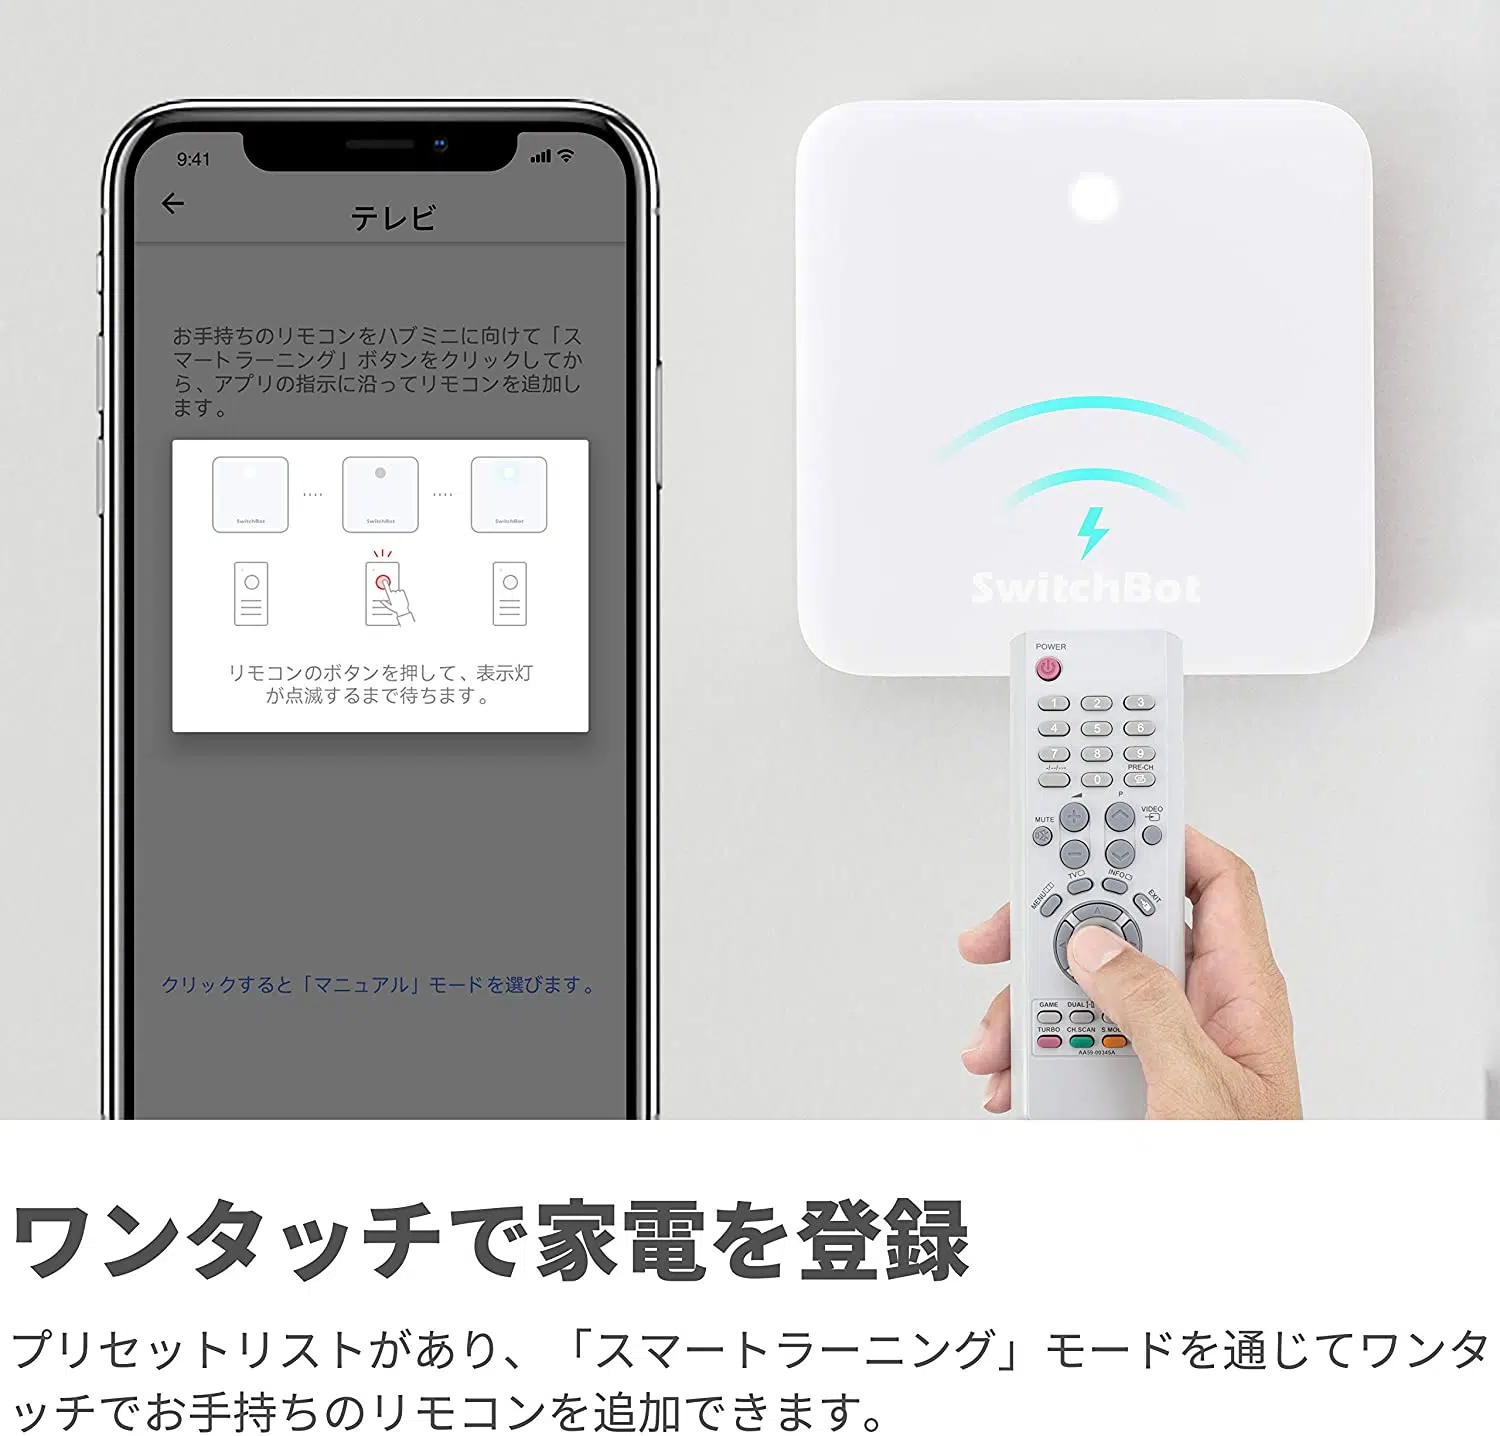 9:41
テレビ
お手持ちのリモコンをハブミニに向けて「ス
マートラーニング」ボタンをクリックしてか
ら、アプリの指示に沿ってリモコンを追加し
ます。
SwitchBot
SwitchBot
SwitchBot
リモコンのボタンを押して、表示灯
が点滅するまで待ちます。
クリックすると「マニュアル」モードを選びます。
SwitchBot
POWER
1 2 3
4 5 6
7 8 9
-/--/---
PRE-CH
0
P
MUTE
VIDEO
TV
INFO
MENU
EXIT
GAME DUAL I-II
TURBO CH.SCAN
AA59-00345A
ワンタッチで家電を登録
プリセットリストがあり、「スマートラーニング」モードを通じてワンタ
ッチでお手持ちのリモコンを追加できます。